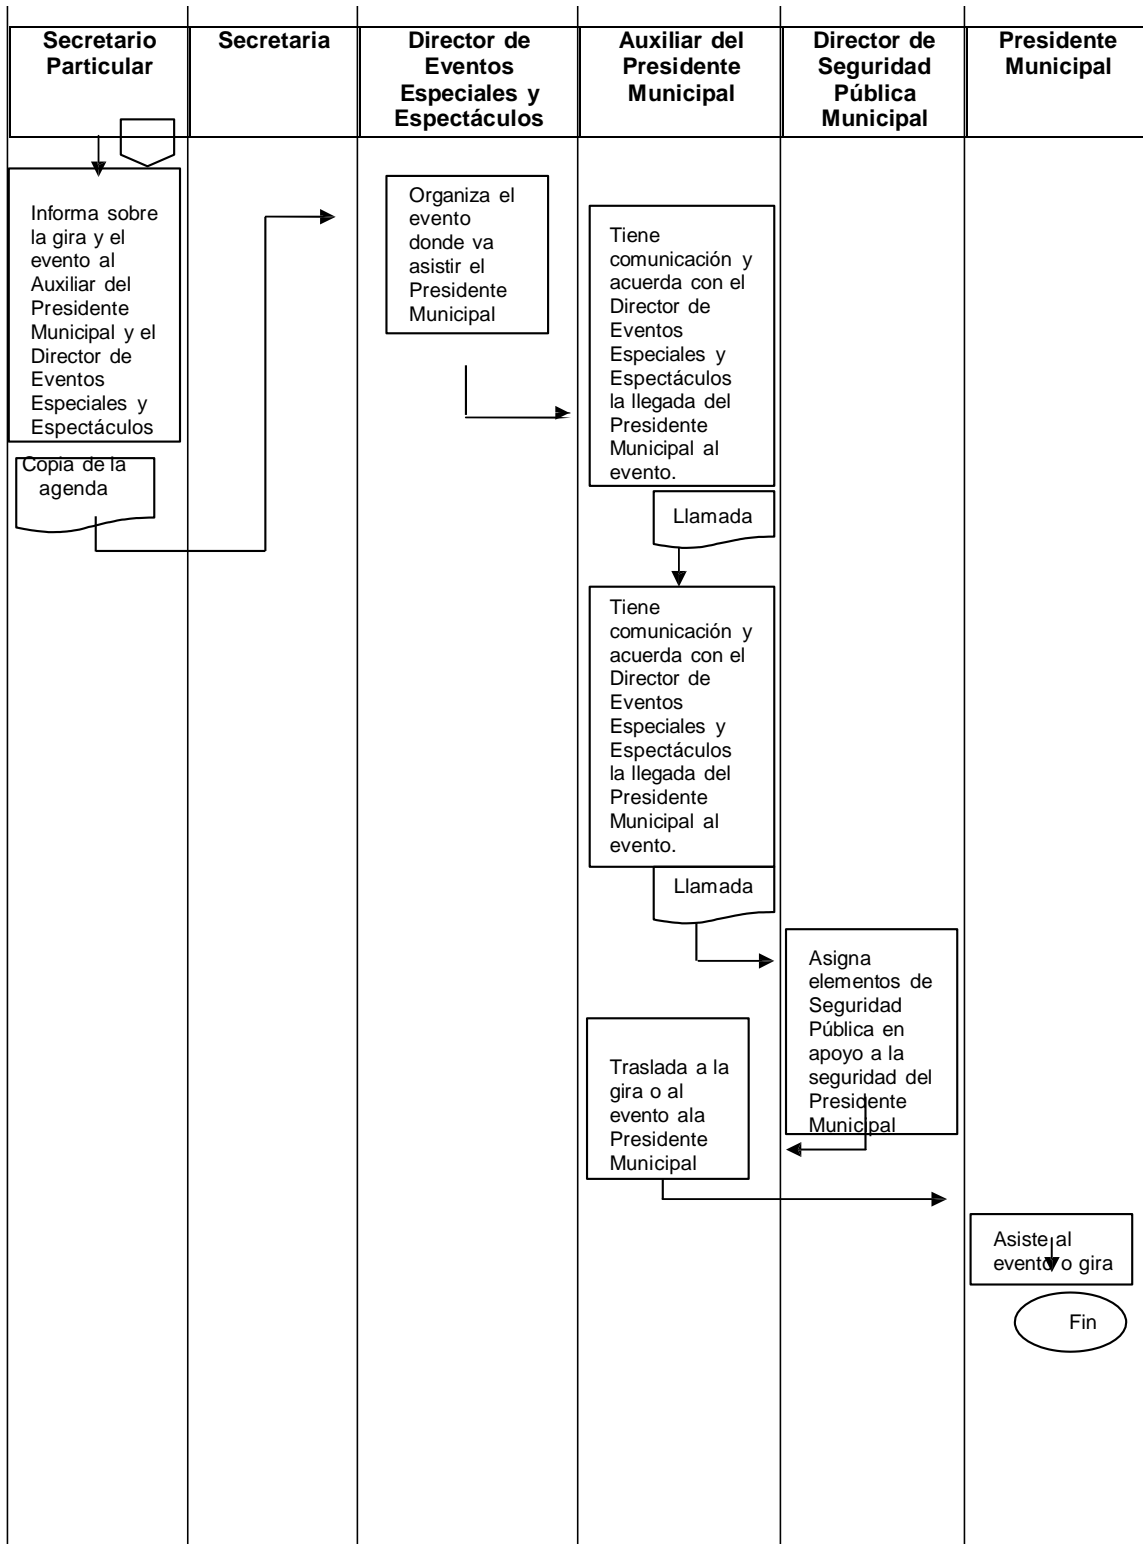 Secretario
Particular
Secretaria
Director de
Eventos
Especiales y
Espectáculos
Auxiliar del
Presidente
Municipal
Director de
Seguridad
Pública
Municipal
Presidente
Municipal
Informa sobre
la gira y el
evento al
Auxiliar del
Presidente
Municipal y el
Director de
Eventos
Especiales y
Espectáculos
Copia de la
agenda
Organiza el
evento
donde va
asistir el
Presidente
Municipal
Tiene
comunicación y
acuerda con el
Director de
Eventos
Especiales y
Espectáculos
la llegada del
Presidente
Municipal al
evento.
Llamada
Tiene
comunicación y
acuerda con el
Director de
Eventos
Especiales y
Espectáculos
la llegada del
Presidente
Municipal al
evento.
Llamada
Asigna
elementos de
Seguridad
Pública en
apoyo a la
seguridad del
Presidente
Municipal
Traslada a la
gira o al
evento ala
Presidente
Municipal
Asiste al
evento o gira
Fin